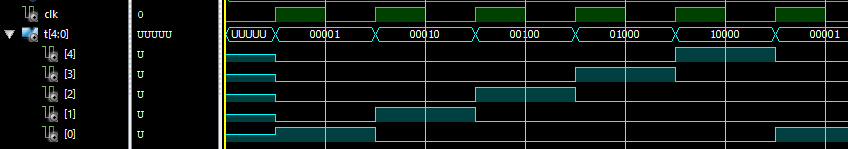 clk 0
t[4:0] UUUUU UUUUU 00001 00010 00100 01000 10000 00001
[4] U
[3] U
[2] U
[1] U
[0] U